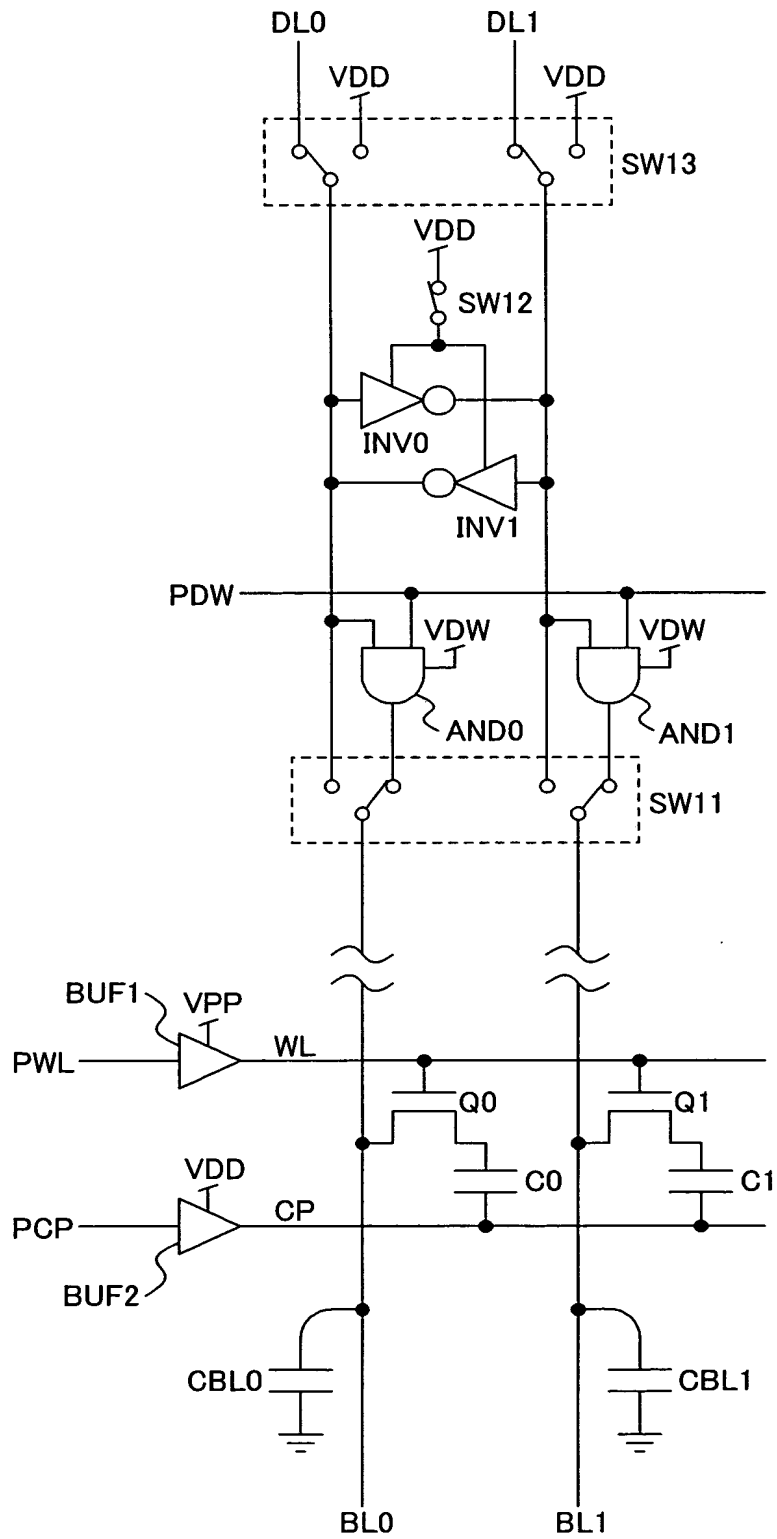 DL0
DL1
VDD
VDD
SW13
VDD
SW12
INV0
INV1
PDW
VDW
VDW
AND0
AND1
SW11
BUF1
VPP
PWL
WL
Q0
Q1
VDD
C0
C1
PCP
CP
BUF2
CBL0
CBL1
BL0
BL1